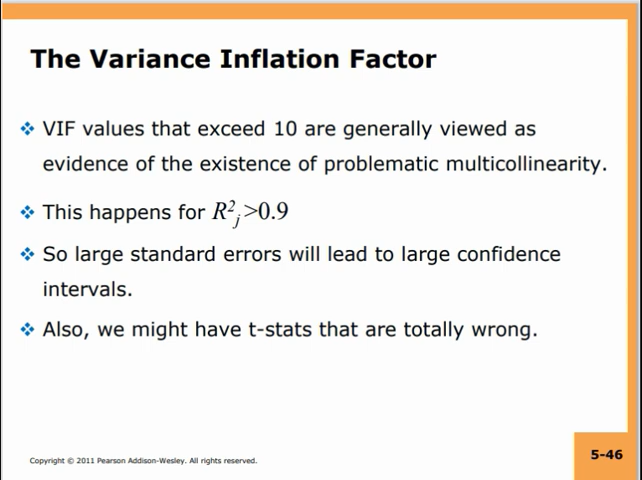 The Variance Inflation Factor
❖ VIF values that exceed 10 are generally viewed as
evidence of the existence of problematic multicollinearity.
❖ This happens for R²ⱼ>0.9
❖ So large standard errors will lead to large confidence
intervals.
❖ Also, we might have t-stats that are totally wrong.
Copyright © 2011 Pearson Addison-Wesley. All rights reserved.
5-46